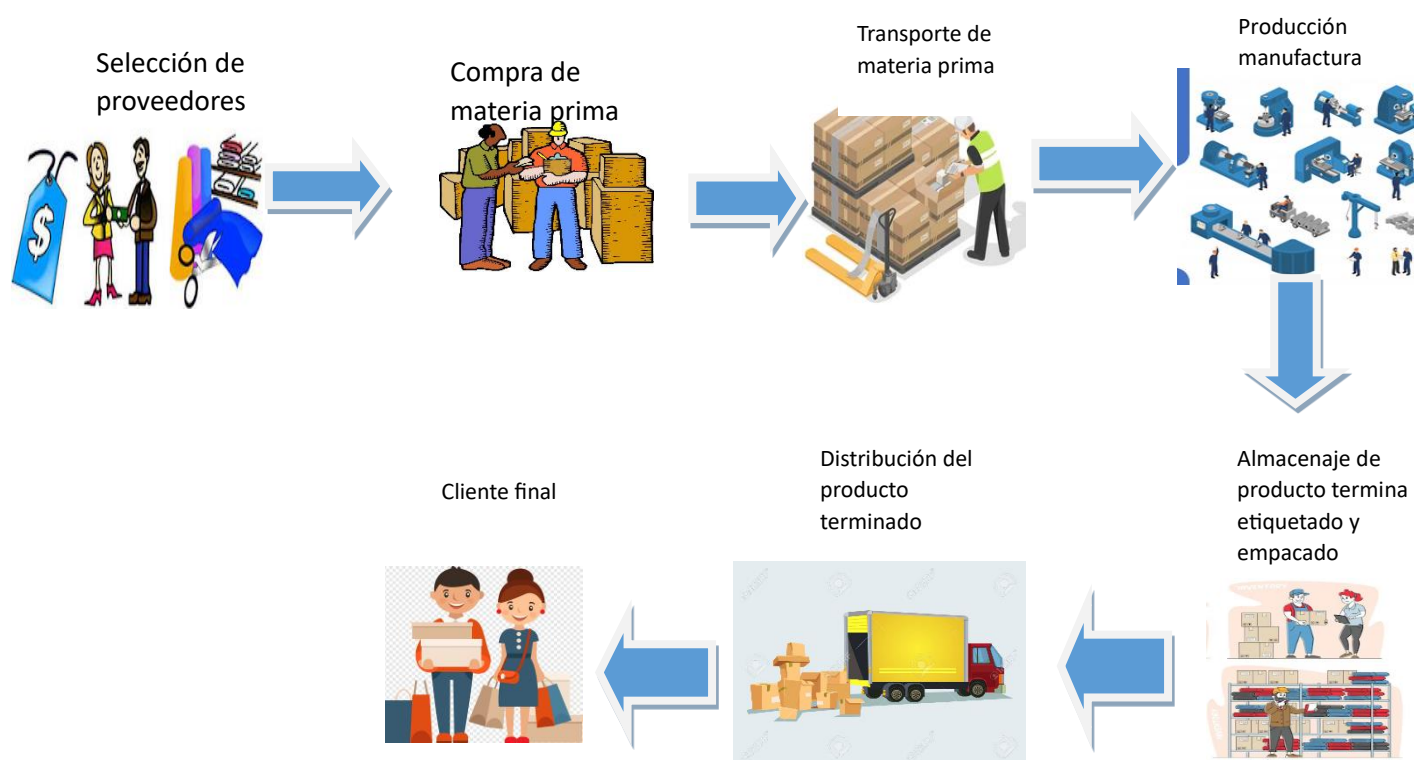 Selección de
proveedores
Compra de
materia prima
Transporte de
materia prima
Producción
manufactura
$
Almacenaje de
producto termina
etiquetado y
empacado
Distribución del
producto
terminado
Cliente final